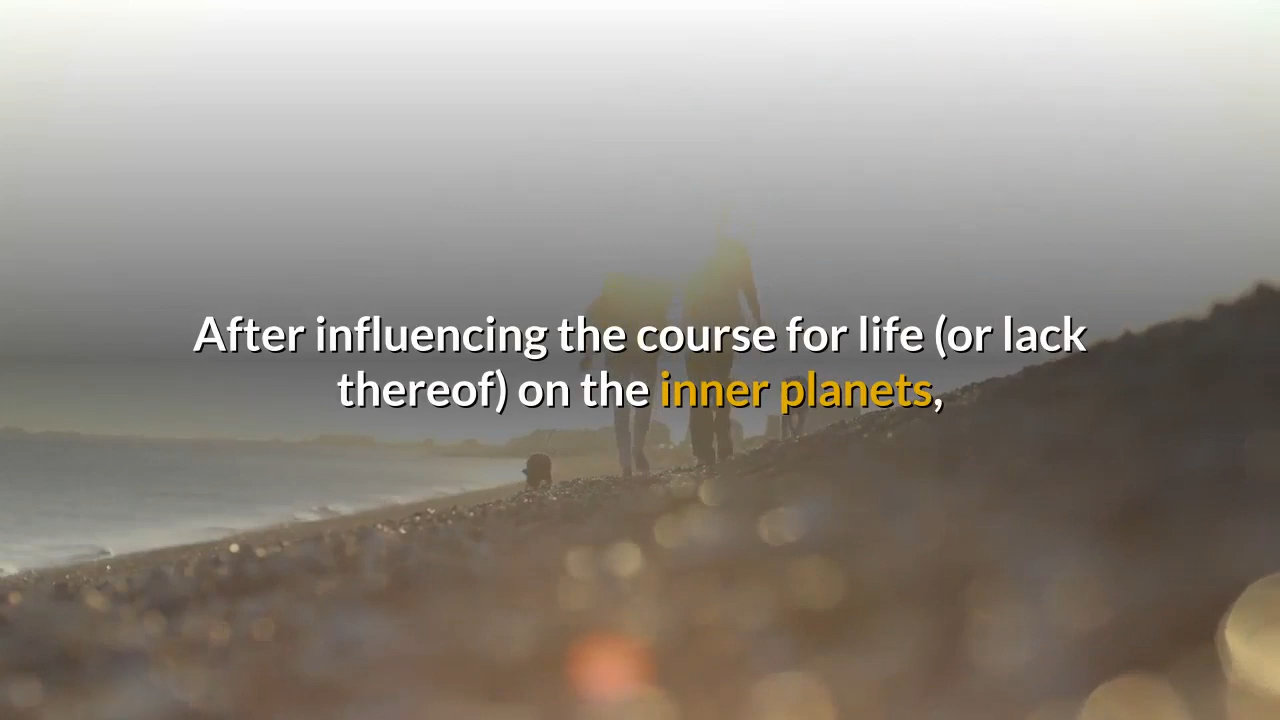 After influencing the course for life (or lack
thereof) on the inner planets,